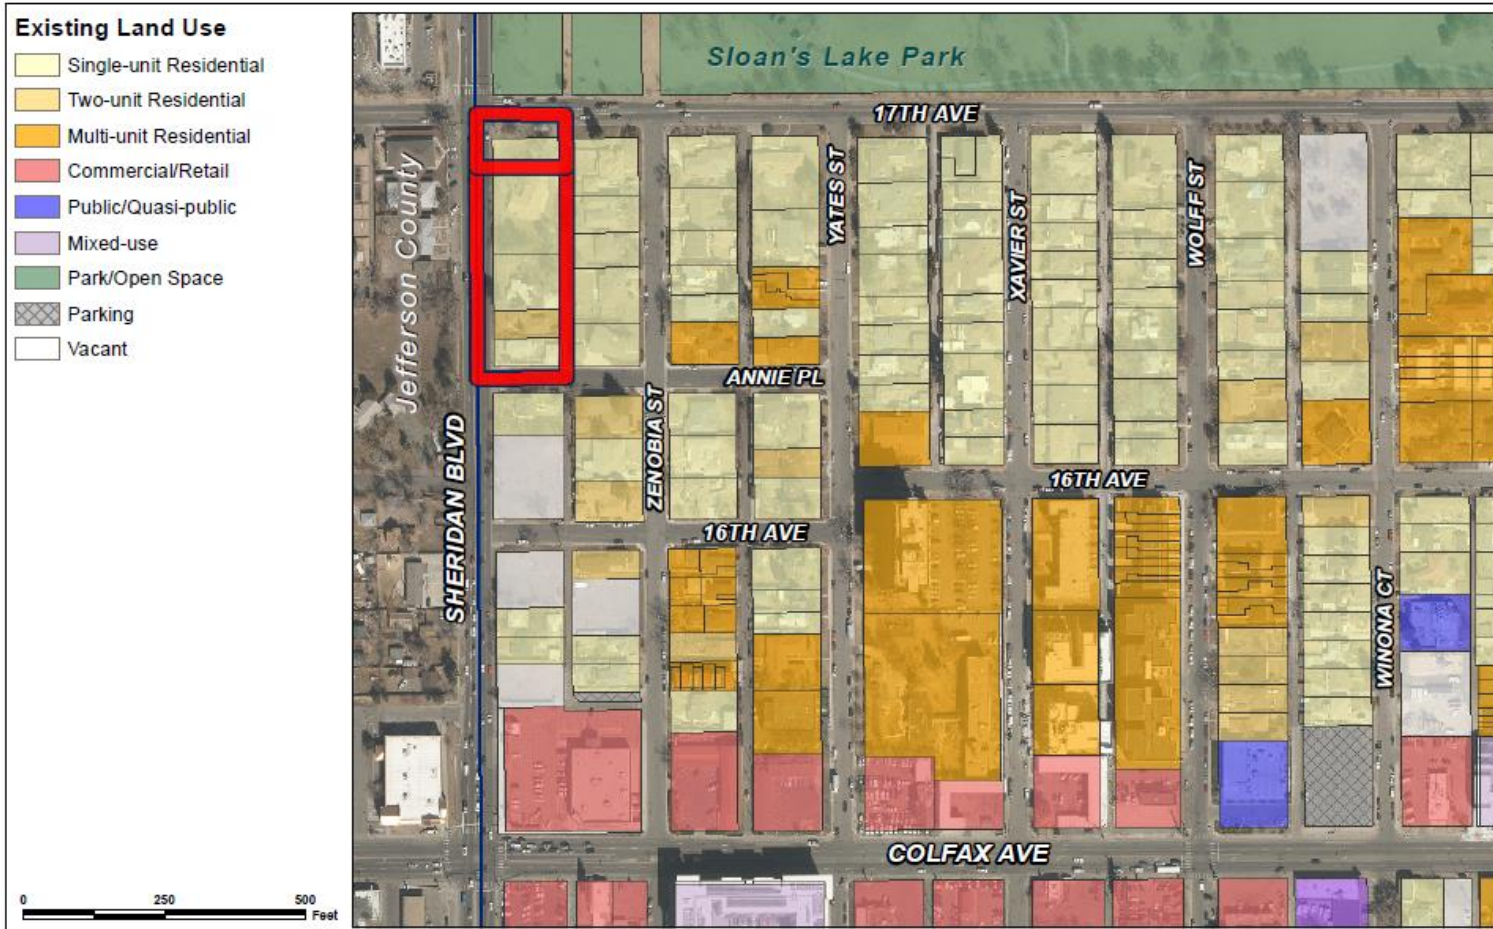 Existing Land Use
Single-unit Residential
Two-unit Residential
Multi-unit Residential
Commercial/Retail
Public/Quasi-public
Mixed-use
Park/Open Space
Parking
Vacant
0 250 500
Feet
Sloan's Lake Park
17TH AVE
Jefferson County
YATES ST
XAVIER ST
WOLFF ST
ANNIE PL
SHERIDAN BLVD
ZENOBIA ST
16TH AVE
16TH AVE
WINONA CT
COLFAX AVE